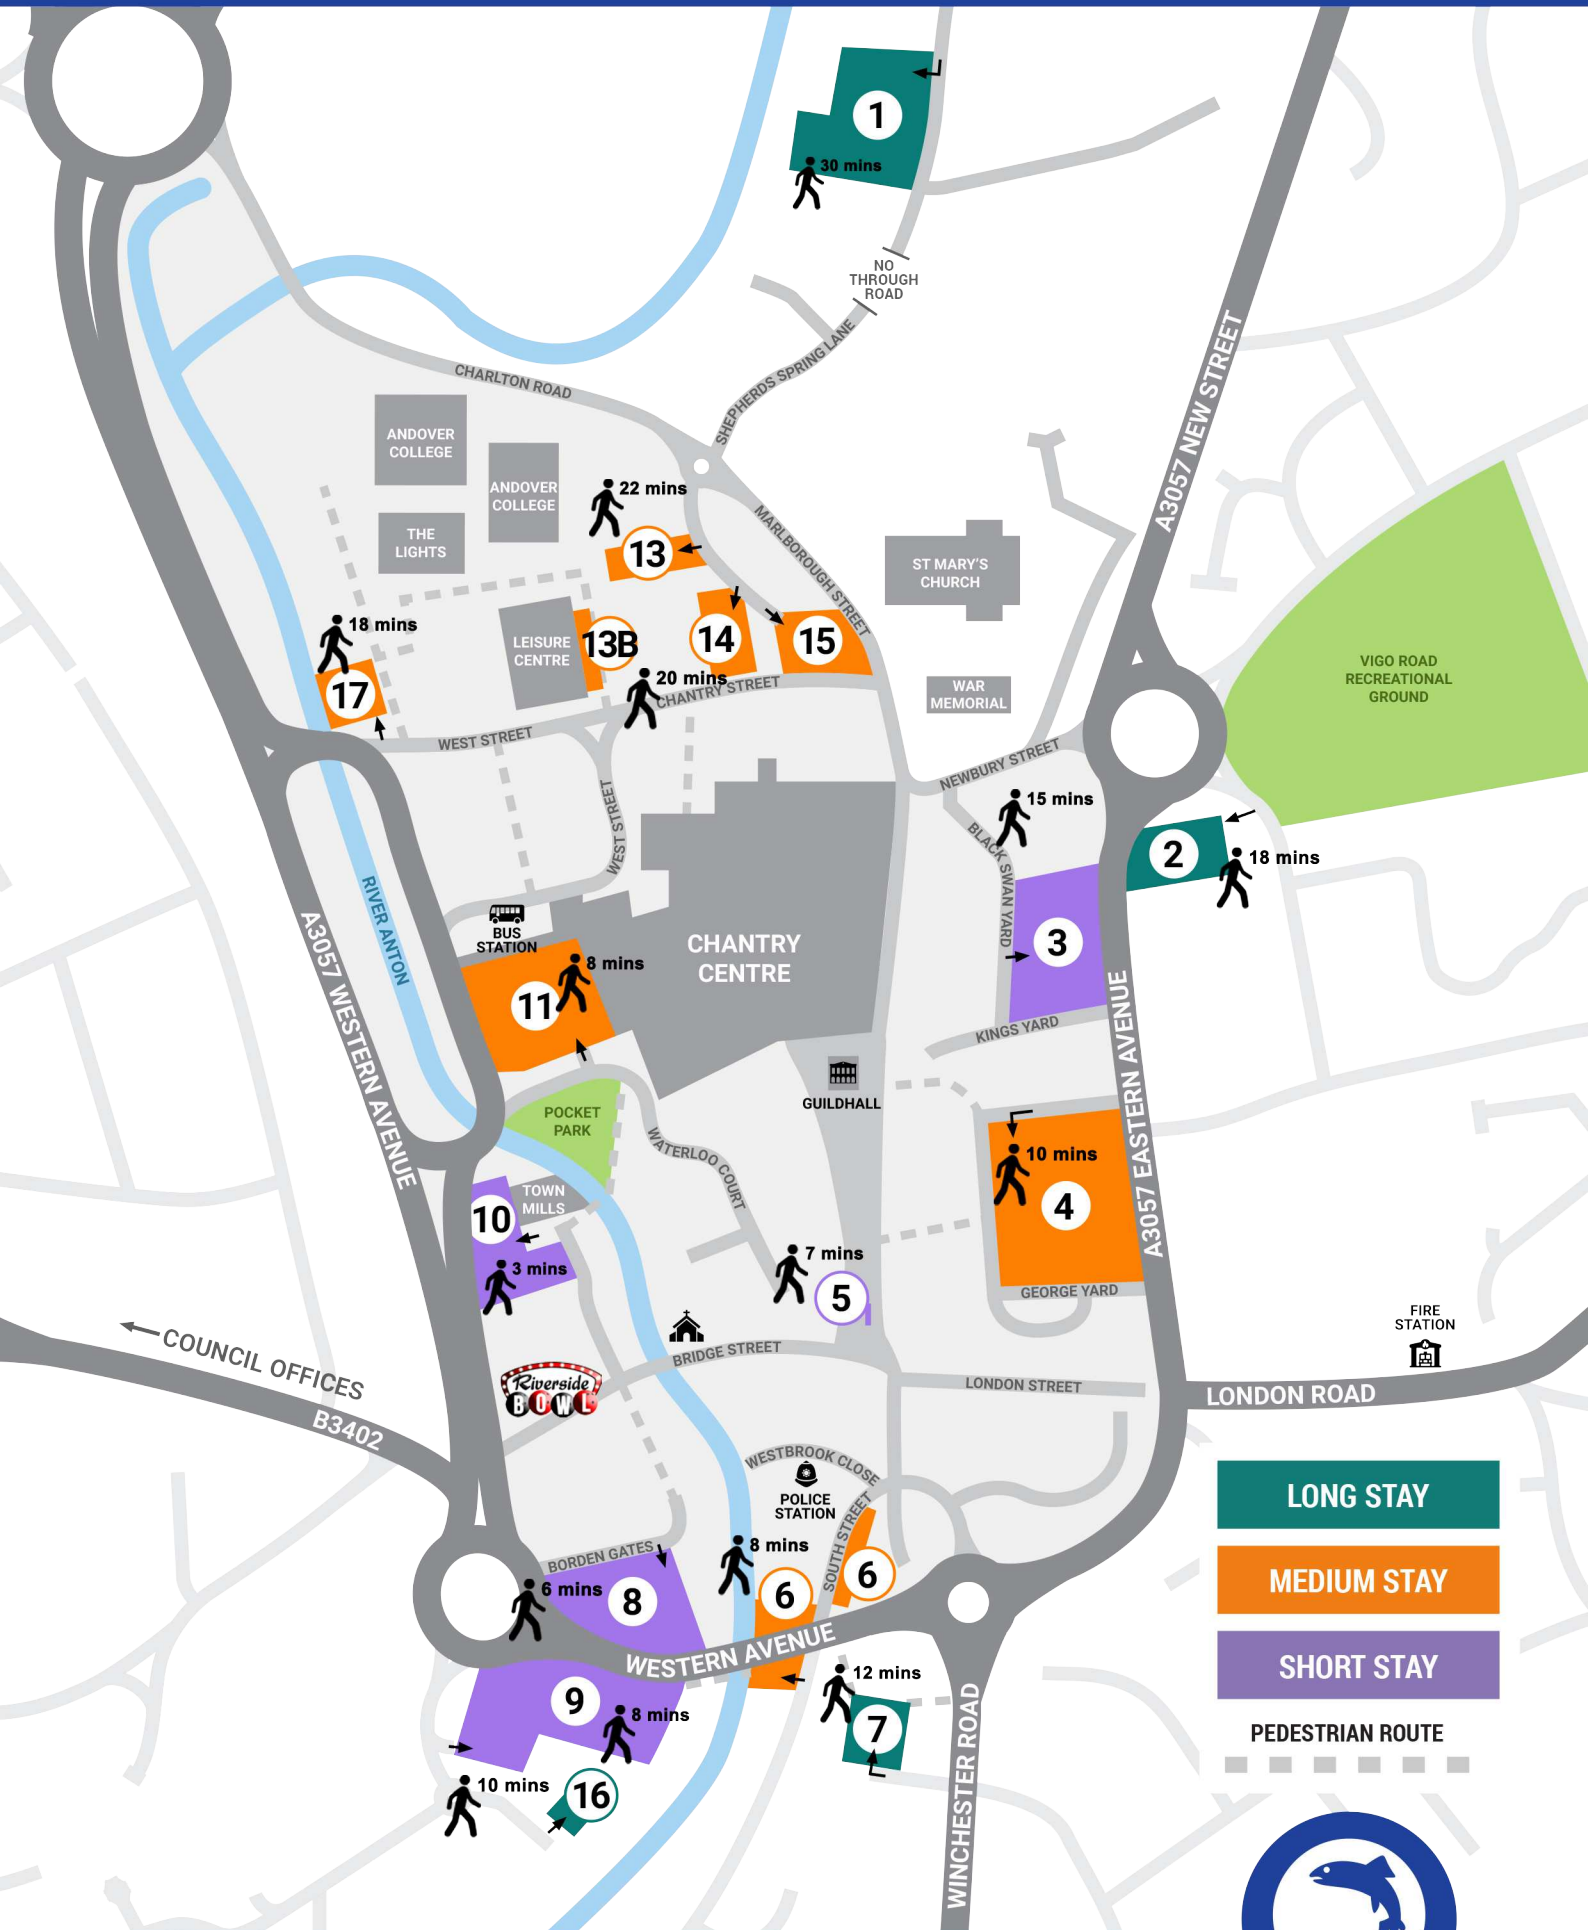 1
30 mins
NO
THROUGH
ROAD
SHEPHERDS SPRING LANE
CHARLTON ROAD
A3057 NEW STREET
ANDOVER
COLLEGE
ANDOVER
COLLEGE
THE
LIGHTS
22 mins
13
MARLBOROUGH STREET
ST MARY'S
CHURCH
18 mins
17
LEISURE
CENTRE
13B
14
15
20 mins
CHANTRY STREET
WEST STREET
WAR
MEMORIAL
VIGO ROAD
RECREATIONAL
GROUND
NEWBURY STREET
15 mins
BLACK SWAN YARD
WEST STREET
2
18 mins
3
RIVER ANTON
A3057 WESTERN AVENUE
BUS
STATION
8 mins
11
CHANTRY
CENTRE
KINGS YARD
A3057 EASTERN AVENUE
GUILDHALL
POCKET
PARK
WATERLOO COURT
10 mins
4
GEORGE YARD
TOWN
MILLS
10
3 mins
7 mins
5
COUNCIL OFFICES
B3402
Riverside
BOWL
BRIDGE STREET
LONDON STREET
FIRE
STATION
LONDON ROAD
WESTBROOK CLOSE
POLICE
STATION
SOUTH STREET
BORDEN GATES
8 mins
6
6
6 mins
8
WESTERN AVENUE
9
8 mins
12 mins
7
10 mins
16
WINCHESTER ROAD
LONG STAY
MEDIUM STAY
SHORT STAY
PEDESTRIAN ROUTE